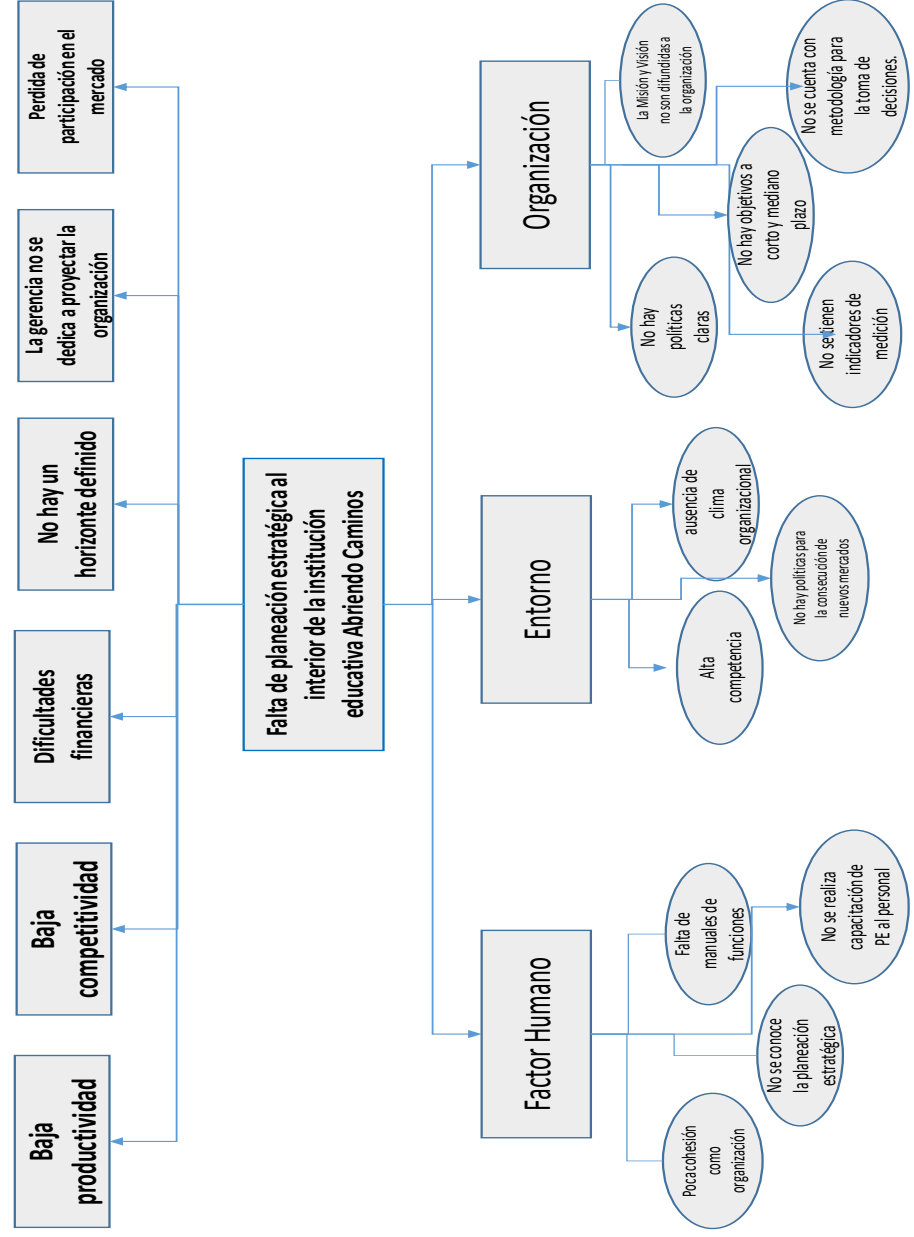 Baja
productividad
Baja
competitividad
Dificultades
financieras
No hay un
horizonte definido
La gerencia no se
dedica a proyectar la
organización
Perdida de
participación en el
mercado
Falta de planeación estratégica al
interior de la institución
educativa Abriendo Caminos
Factor Humano
Entorno
Organización
Poca cohesión
como
organización
No se conoce
la planeación
estratégica
Falta de
manuales de
funciones
No se realiza
capacitación de
PE al personal
Alta
competencia
No hay políticas para
la consecución de
nuevos mercados
ausencia de
clima
organizacional
No hay
políticas
claras
No se tienen
indicadores de
medición
No hay objetivos a
corto y mediano
plazo
La Misión y Visión
no son difundidas a
la organización
No se cuenta con
metodología para
la toma de
decisiones.